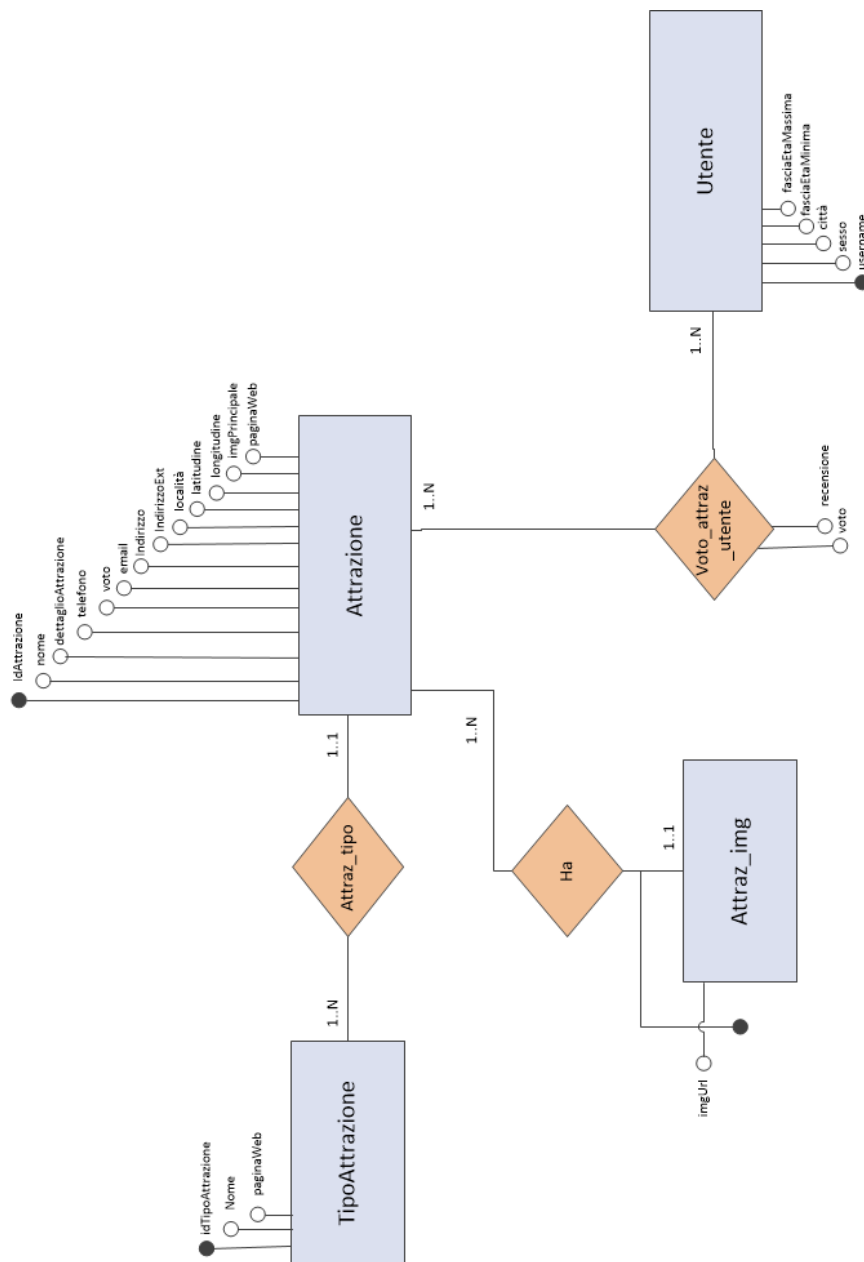 idTipoAttrazione
Nome
paginaWeb
TipoAttrazione
1..N
Attraz_tipo
1..1
IdAttrazione
nome
dettaglioAttrazione
telefono
voto
email
Indirizzo
IndirizzoExt
località
latitudine
longitudine
imgPrincipale
paginaWeb
Attrazione
1..N
Ha
1..1
Attraz_img
imgUrl
1..N
Voto_attraz
_utente
recensione
voto
1..N
Utente
username
sesso
città
fasciaEtaMinima
fasciaEtaMassima